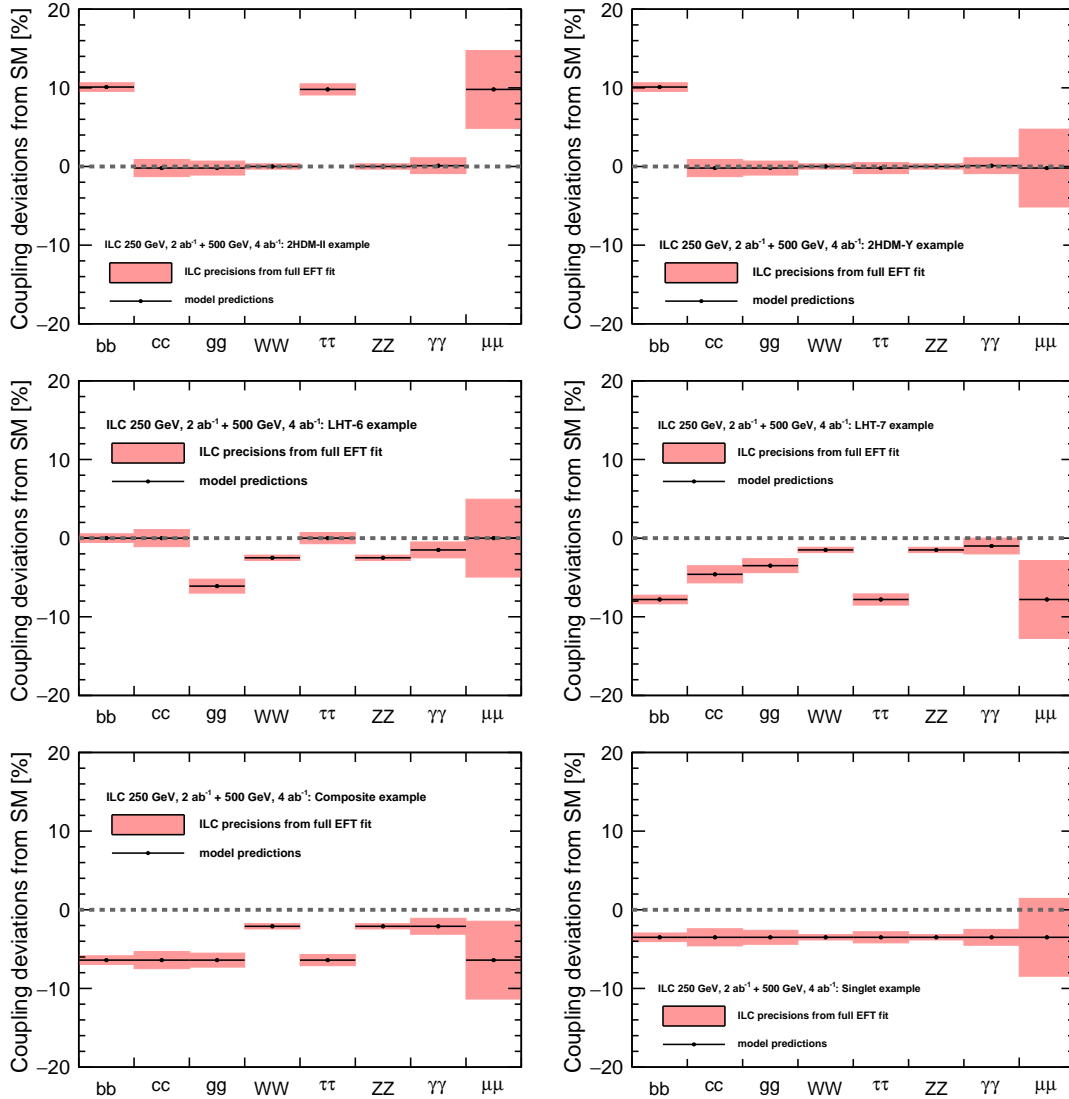 Coupling deviations from SM [%]
20
10
0
−10
−20
ILC 250 GeV, 2 ab⁻¹ + 500 GeV, 4 ab⁻¹: 2HDM-II example
ILC precisions from full EFT fit
model predictions
bb cc gg WW ττ ZZ γγ μμ
Coupling deviations from SM [%]
20
10
0
−10
−20
ILC 250 GeV, 2 ab⁻¹ + 500 GeV, 4 ab⁻¹: 2HDM-Y example
ILC precisions from full EFT fit
model predictions
bb cc gg WW ττ ZZ γγ μμ
Coupling deviations from SM [%]
20
10
0
−10
−20
ILC 250 GeV, 2 ab⁻¹ + 500 GeV, 4 ab⁻¹: LHT-6 example
ILC precisions from full EFT fit
model predictions
bb cc gg WW ττ ZZ γγ μμ
Coupling deviations from SM [%]
20
10
0
−10
−20
ILC 250 GeV, 2 ab⁻¹ + 500 GeV, 4 ab⁻¹: LHT-7 example
ILC precisions from full EFT fit
model predictions
bb cc gg WW ττ ZZ γγ μμ
Coupling deviations from SM [%]
20
10
0
−10
−20
ILC 250 GeV, 2 ab⁻¹ + 500 GeV, 4 ab⁻¹: Composite example
ILC precisions from full EFT fit
model predictions
bb cc gg WW ττ ZZ γγ μμ
Coupling deviations from SM [%]
20
10
0
−10
−20
ILC 250 GeV, 2 ab⁻¹ + 500 GeV, 4 ab⁻¹: Singlet example
ILC precisions from full EFT fit
model predictions
bb cc gg WW ττ ZZ γγ μμ